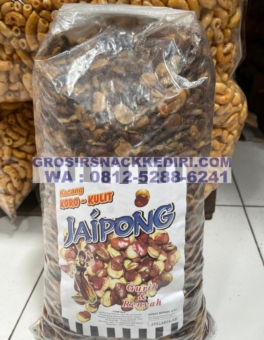 GROSIRSNACKKEDIRI.COM
WA : 0812-5288-6241
Kacang
KORO - KULIT
JAIPONG
Gurih
&
Renyah